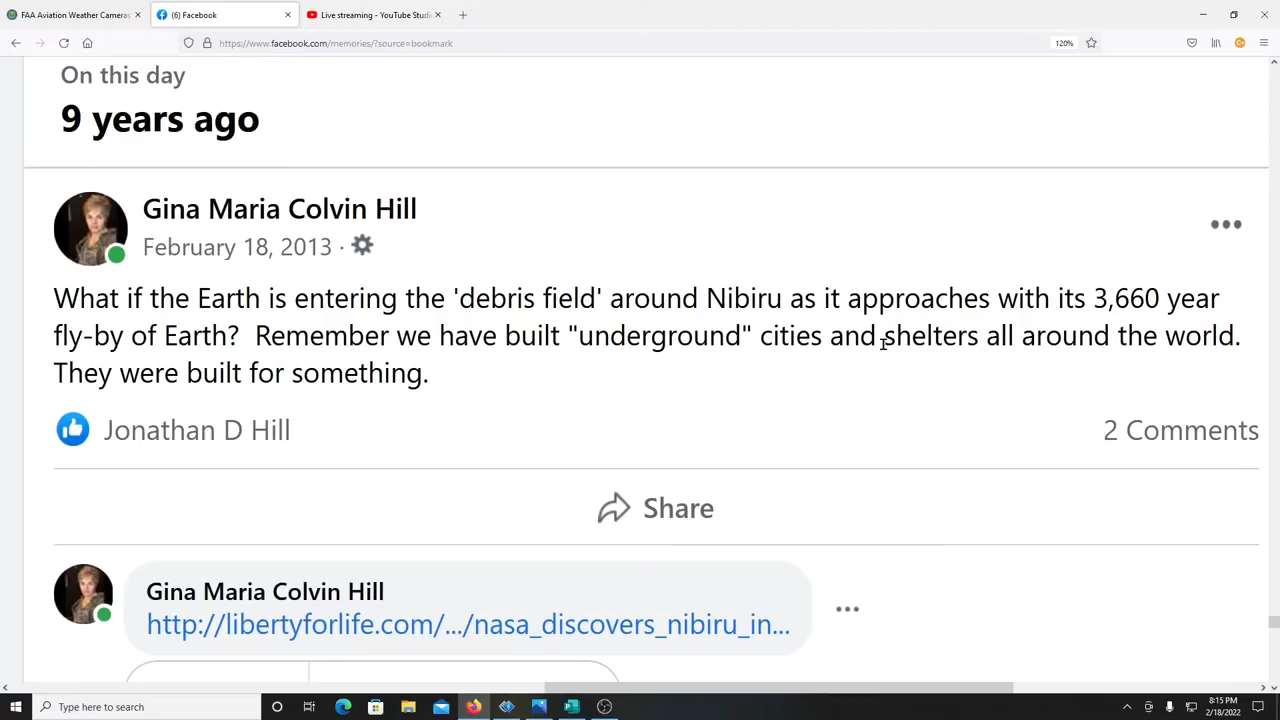 FAA Aviation Weather Cameras
(6) Facebook
Live streaming - YouTube Studi
https://www.facebook.com/memories/?source=bookmark
120%
On this day
9 years ago
Gina Maria Colvin Hill
February 18, 2013 ·
What if the Earth is entering the 'debris field' around Nibiru as it approaches with its 3,660 year
fly-by of Earth?  Remember we have built "underground" cities and shelters all around the world.
They were built for something.
Jonathan D Hill
2 Comments
Share
Gina Maria Colvin Hill
http://libertyforlife.com/.../nasa_discovers_nibiru_in...
Type here to search
8:15 PM
2/18/2022